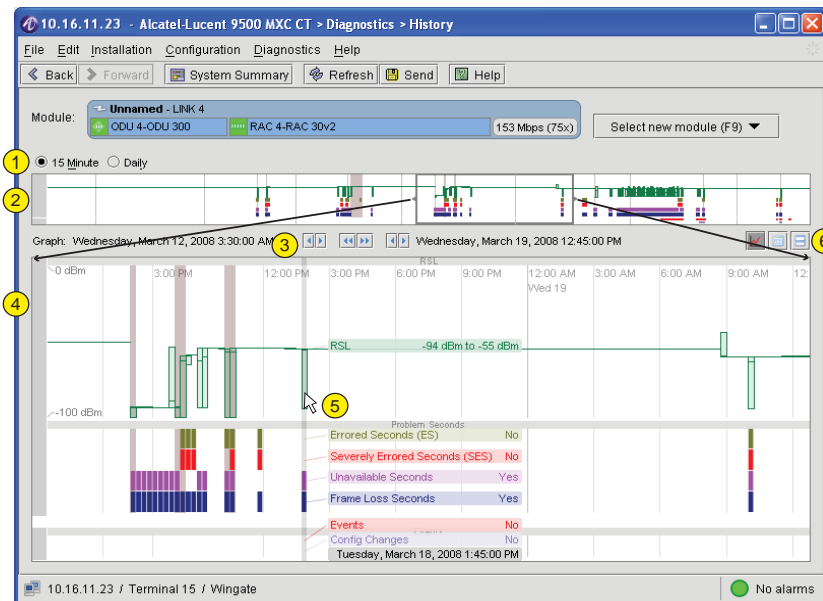 10.16.11.23 - Alcatel-Lucent 9500 MXC CT > Diagnostics > History
File Edit Installation Configuration Diagnostics Help
Back Forward System Summary Refresh Send Help
Module:
Unnamed - LINK 4
ODU 4-ODU 300 RAC 4-RAC 30v2 153 Mbps (75x)
Select new module (F9)
1 15 Minute Daily
2
Graph: Wednesday, March 12, 2008 3:30:00 AM 3 Wednesday, March 19, 2008 12:45:00 PM 6
RSL
0 dBm 3:00 PM 12:00 PM 3:00 PM 6:00 PM 9:00 PM 12:00 AM 3:00 AM 6:00 AM 9:00 AM 12:
Wed 19
4
RSL -94 dBm to -55 dBm
5
-100 dBm
Problem Seconds
Errored Seconds (ES) No
Severely Errored Seconds (SES) No
Unavailable Seconds Yes
Frame Loss Seconds Yes
Events No
Config Changes No
Tuesday, March 18, 2008 1:45:00 PM
10.16.11.23 / Terminal 15 / Wingate No alarms